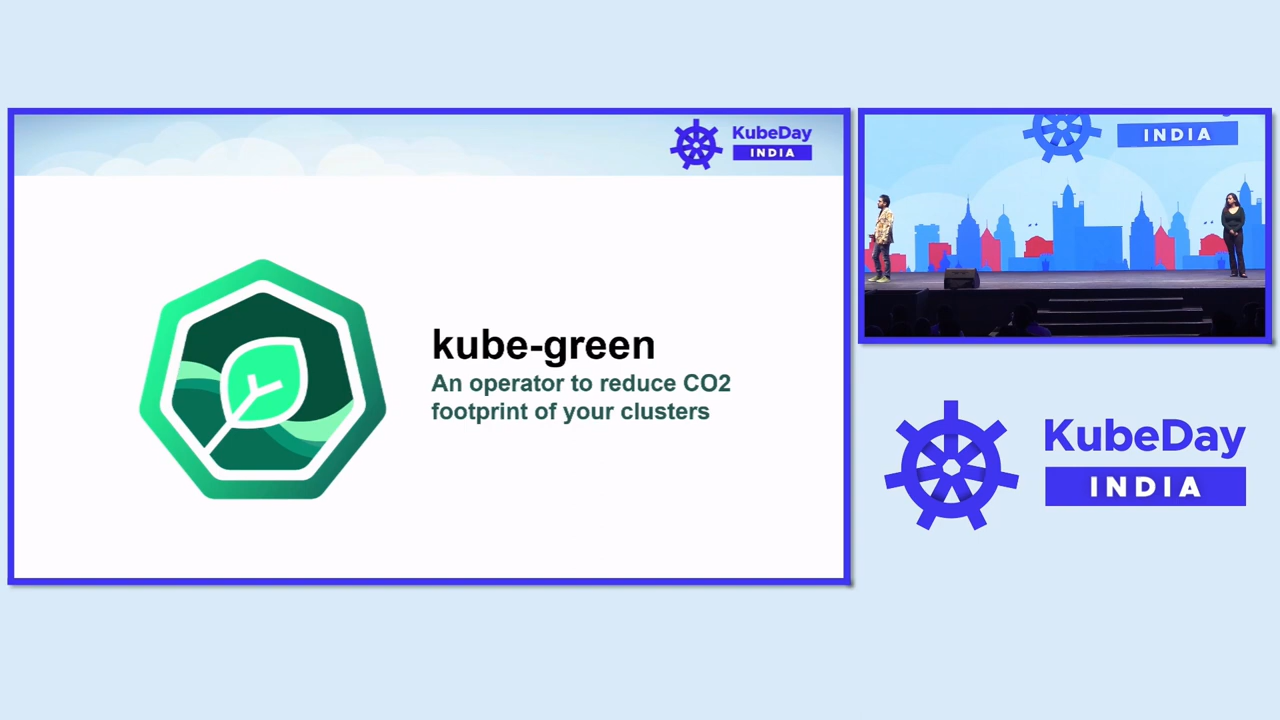 KubeDay
INDIA
kube-green
An operator to reduce CO2
footprint of your clusters
INDIA
KubeDay
INDIA